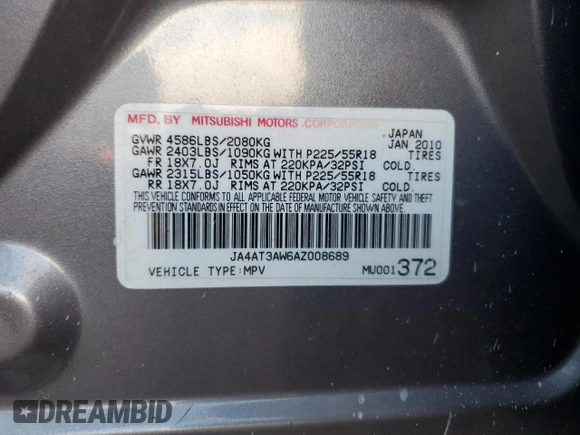 MFD. BY MITSUBISHI MOTORS CORPORATION
JAPAN
GVWR 4586LBS/2080KG JAN 2010
GAWR 2403LBS/1090KG WITH P225/55R18 TIRES
FR 18X7.0J RIMS AT 220KPA/32PSI COLD.
GAWR 2315LBS/1050KG WITH P225/55R18 TIRES
RR 18X7.0J RIMS AT 220KPA/32PSI COLD.
THIS VEHICLE CONFORMS TO ALL APPLICABLE FEDERAL MOTOR VEHICLE SAFETY AND THEFT
PREVENTION STANDARDS IN EFFECT ON THE DATE OF MANUFACTURE SHOWN ABOVE.
JA4AT3AW6AZ008689
VEHICLE TYPE:MPV MU001372
DREAMBID